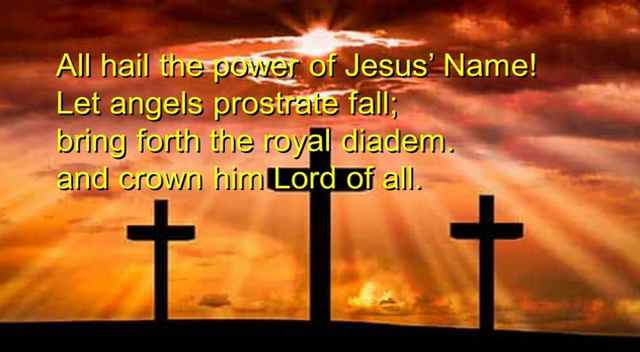 All hail the power of Jesus’ Name!
Let angels prostrate fall;
bring forth the royal diadem.
and crown him Lord of all.